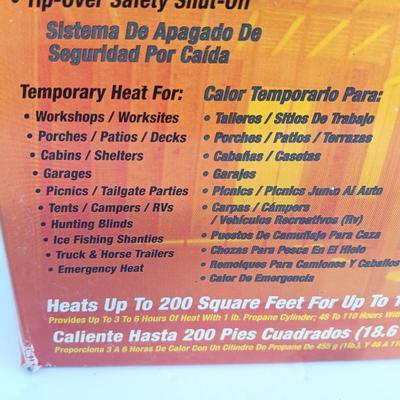 • Tip-Over Safety Shut-Off
Sistema De Apagado De
Seguridad Por Caída
Temporary Heat For:
• Workshops / Worksites
• Porches / Patios / Decks
• Cabins / Shelters
• Garages
• Picnics / Tailgate Parties
• Tents / Campers / RVs
• Hunting Blinds
• Ice Fishing Shanties
• Truck & Horse Trailers
• Emergency Heat
Calor Temporario Para:
• Talleres / Sitios De Trabajo
• Porches / Patios / Terrazas
• Cabañas / Casetas
• Garajes
• Picnics / Picnics Junto Al Auto
• Carpas / Cámpers
/ Vehículos Recreativos (Rv)
• Puestos De Camuflaje Para Caza
• Chozas Para Pesca En El Hielo
• Remolques Para Camiones Y Caballos
• Calor De Emergencia
Heats Up To 200 Square Feet For Up To 1
Provides Up To 3 To 6 Hours Of Heat With 1 lb. Propane Cylinder; 48 To 110 Hours With
Caliente Hasta 200 Pies Cuadrados (18.6
Proporciona 3 A 6 Horas De Calor Con Un Cilindro De Propano De 455 g (1lb.), Y 48 A 110